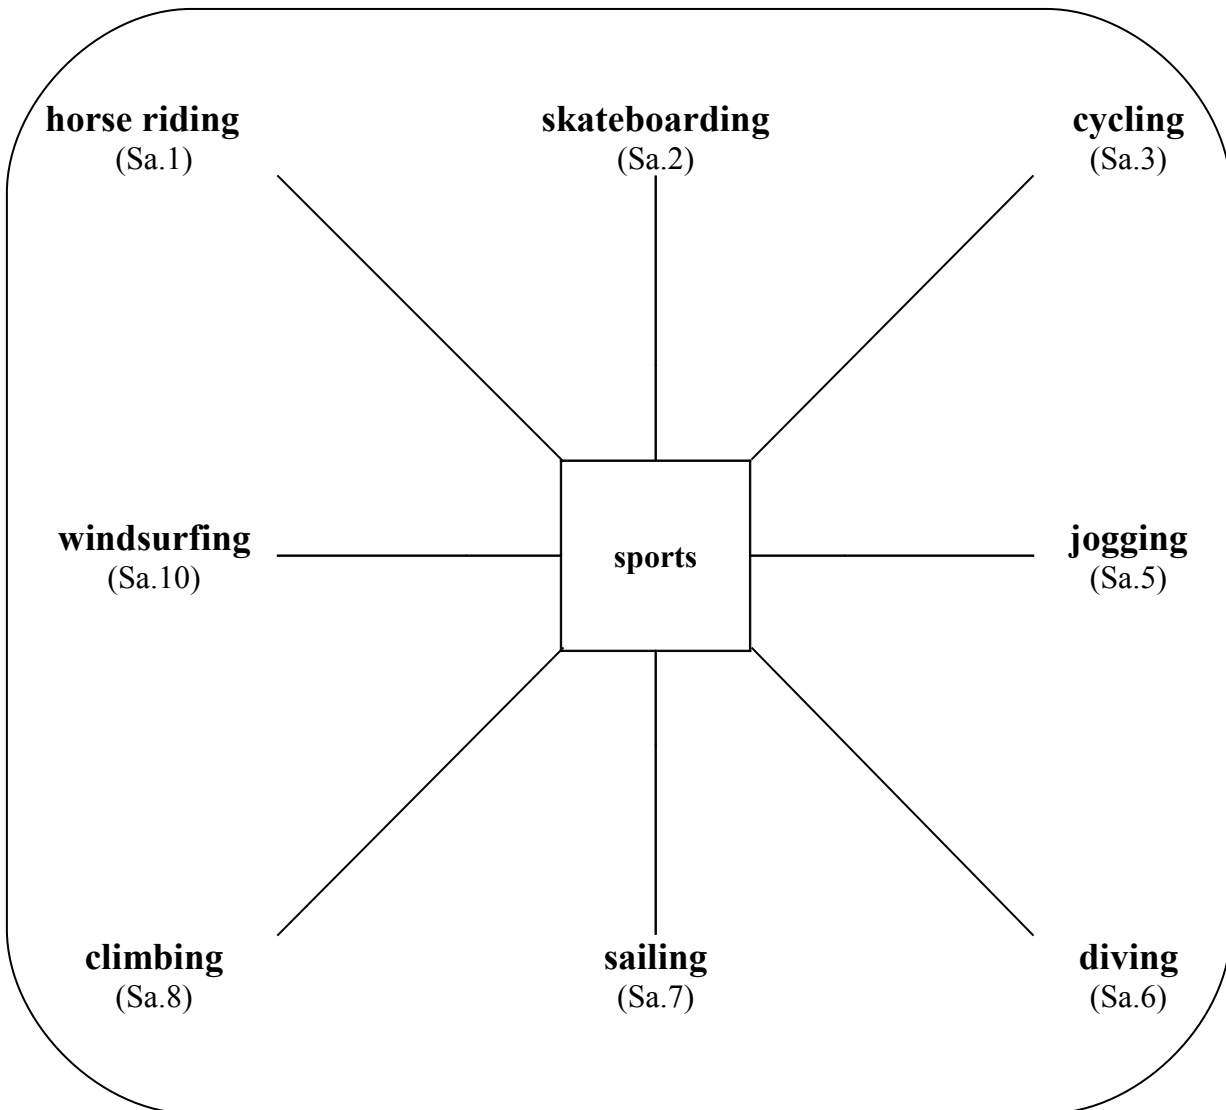 horse riding
(Sa.1)
skateboarding
(Sa.2)
cycling
(Sa.3)
windsurfing
(Sa.10)
sports
jogging
(Sa.5)
climbing
(Sa.8)
sailing
(Sa.7)
diving
(Sa.6)